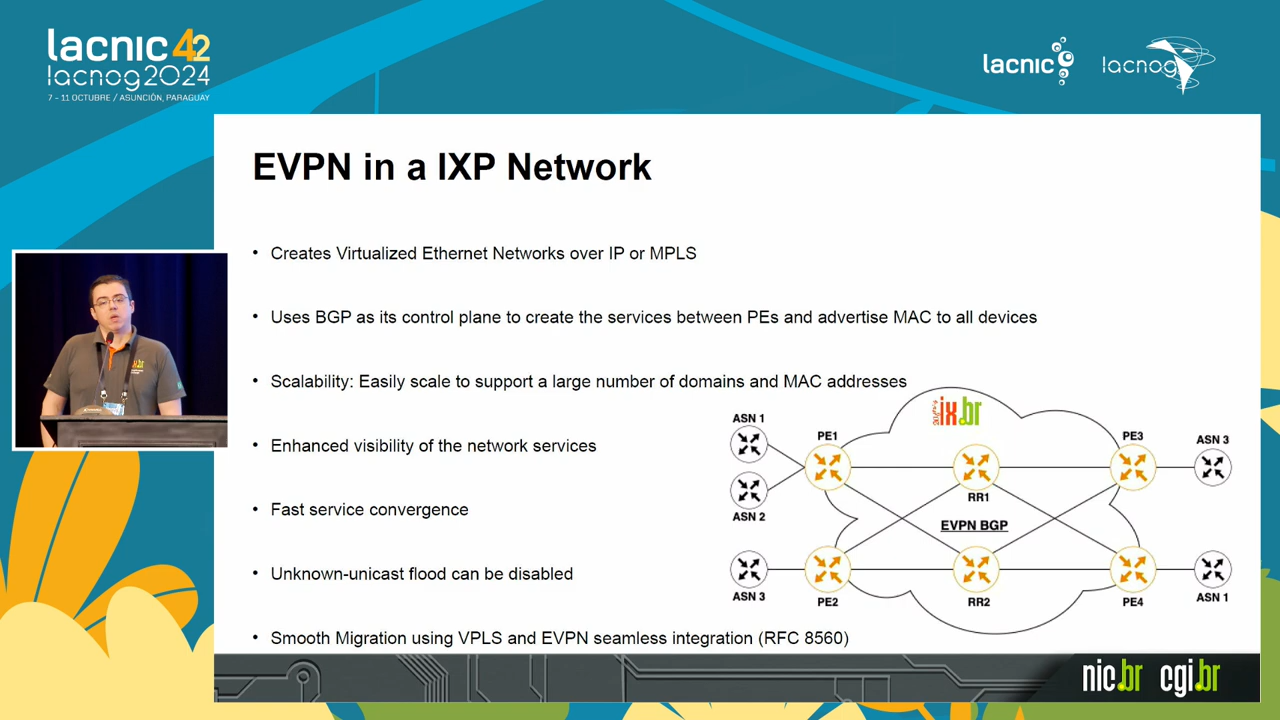 lacnic 42
lacnog2024
7 - 11 OCTUBRE / ASUNCIÓN, PARAGUAY
lacnic
lacnog
EVPN in a IXP Network
• Creates Virtualized Ethernet Networks over IP or MPLS
• Uses BGP as its control plane to create the services between PEs and advertise MAC to all devices
• Scalability: Easily scale to support a large number of domains and MAC addresses
• Enhanced visibility of the network services
• Fast service convergence
• Unknown-unicast flood can be disabled
• Smooth Migration using VPLS and EVPN seamless integration (RFC 8560)
ix.br
ASN 1
PE1
PE3
ASN 3
RR1
ASN 2
EVPN BGP
ASN 3
PE2
RR2
PE4
ASN 1
nic.br cgi.br